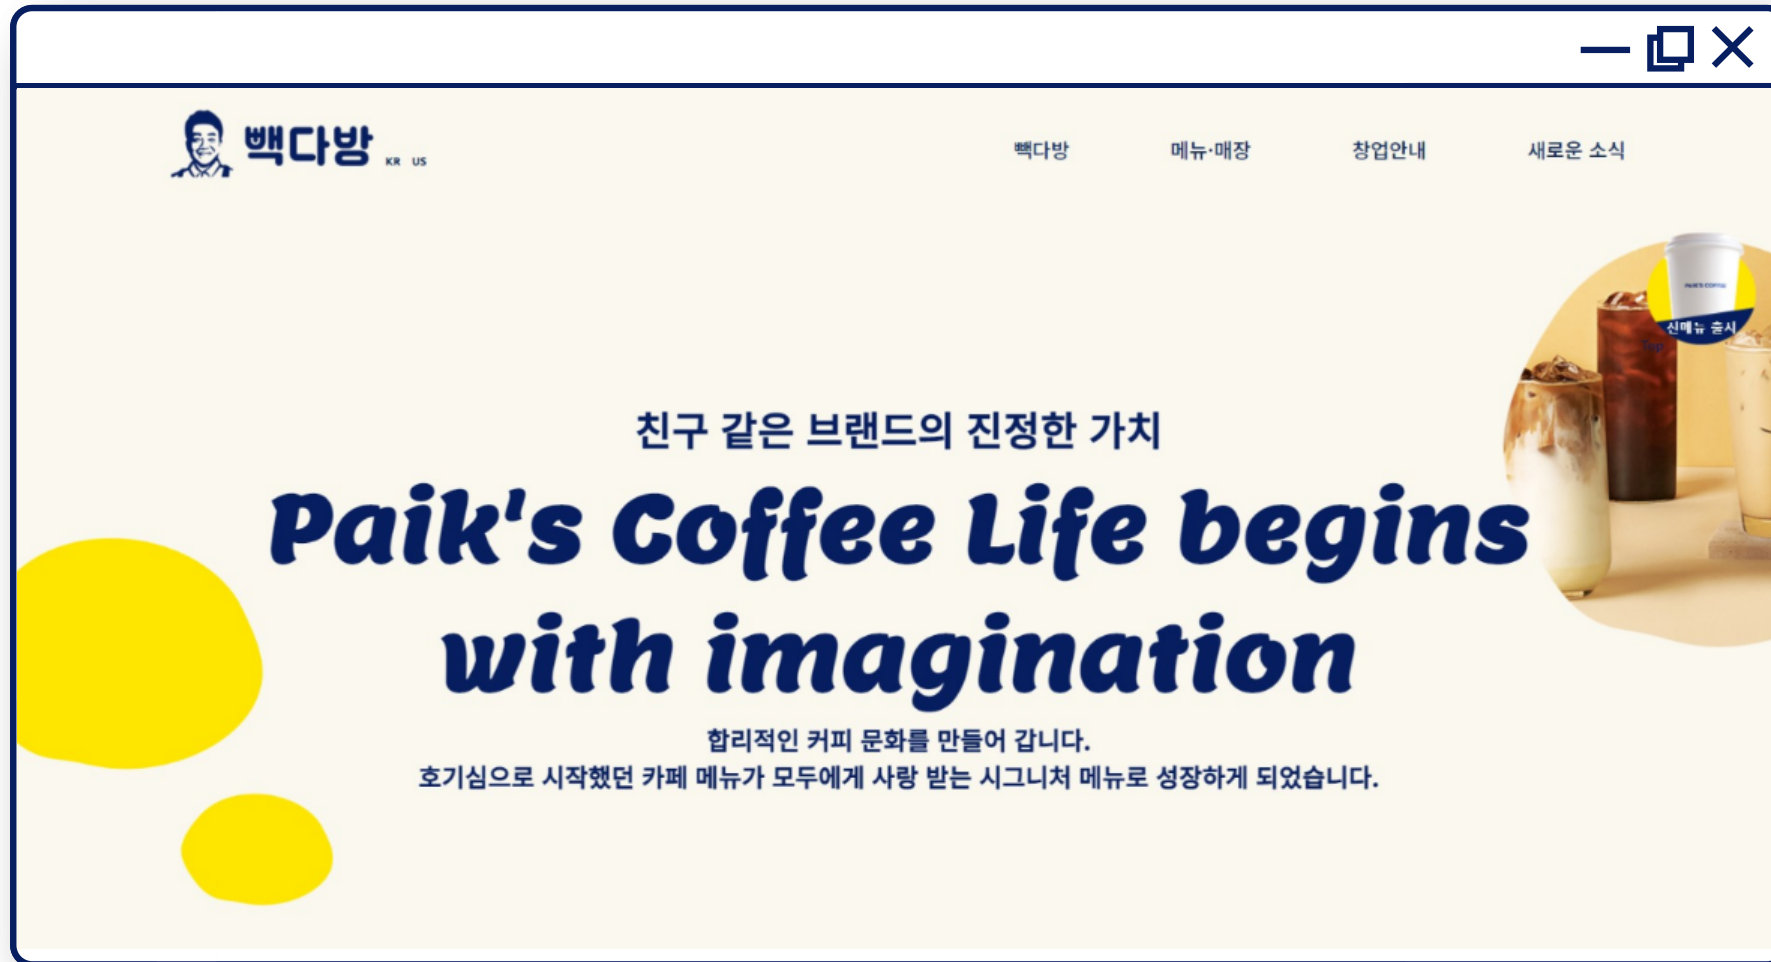 빽다방 KR US
빽다방 메뉴·매장 창업안내 새로운 소식
PAIK'S COFFEE
신메뉴 출시
Top
친구 같은 브랜드의 진정한 가치
Paik's Coffee Life begins
with imagination
합리적인 커피 문화를 만들어 갑니다.
호기심으로 시작했던 카페 메뉴가 모두에게 사랑 받는 시그니처 메뉴로 성장하게 되었습니다.